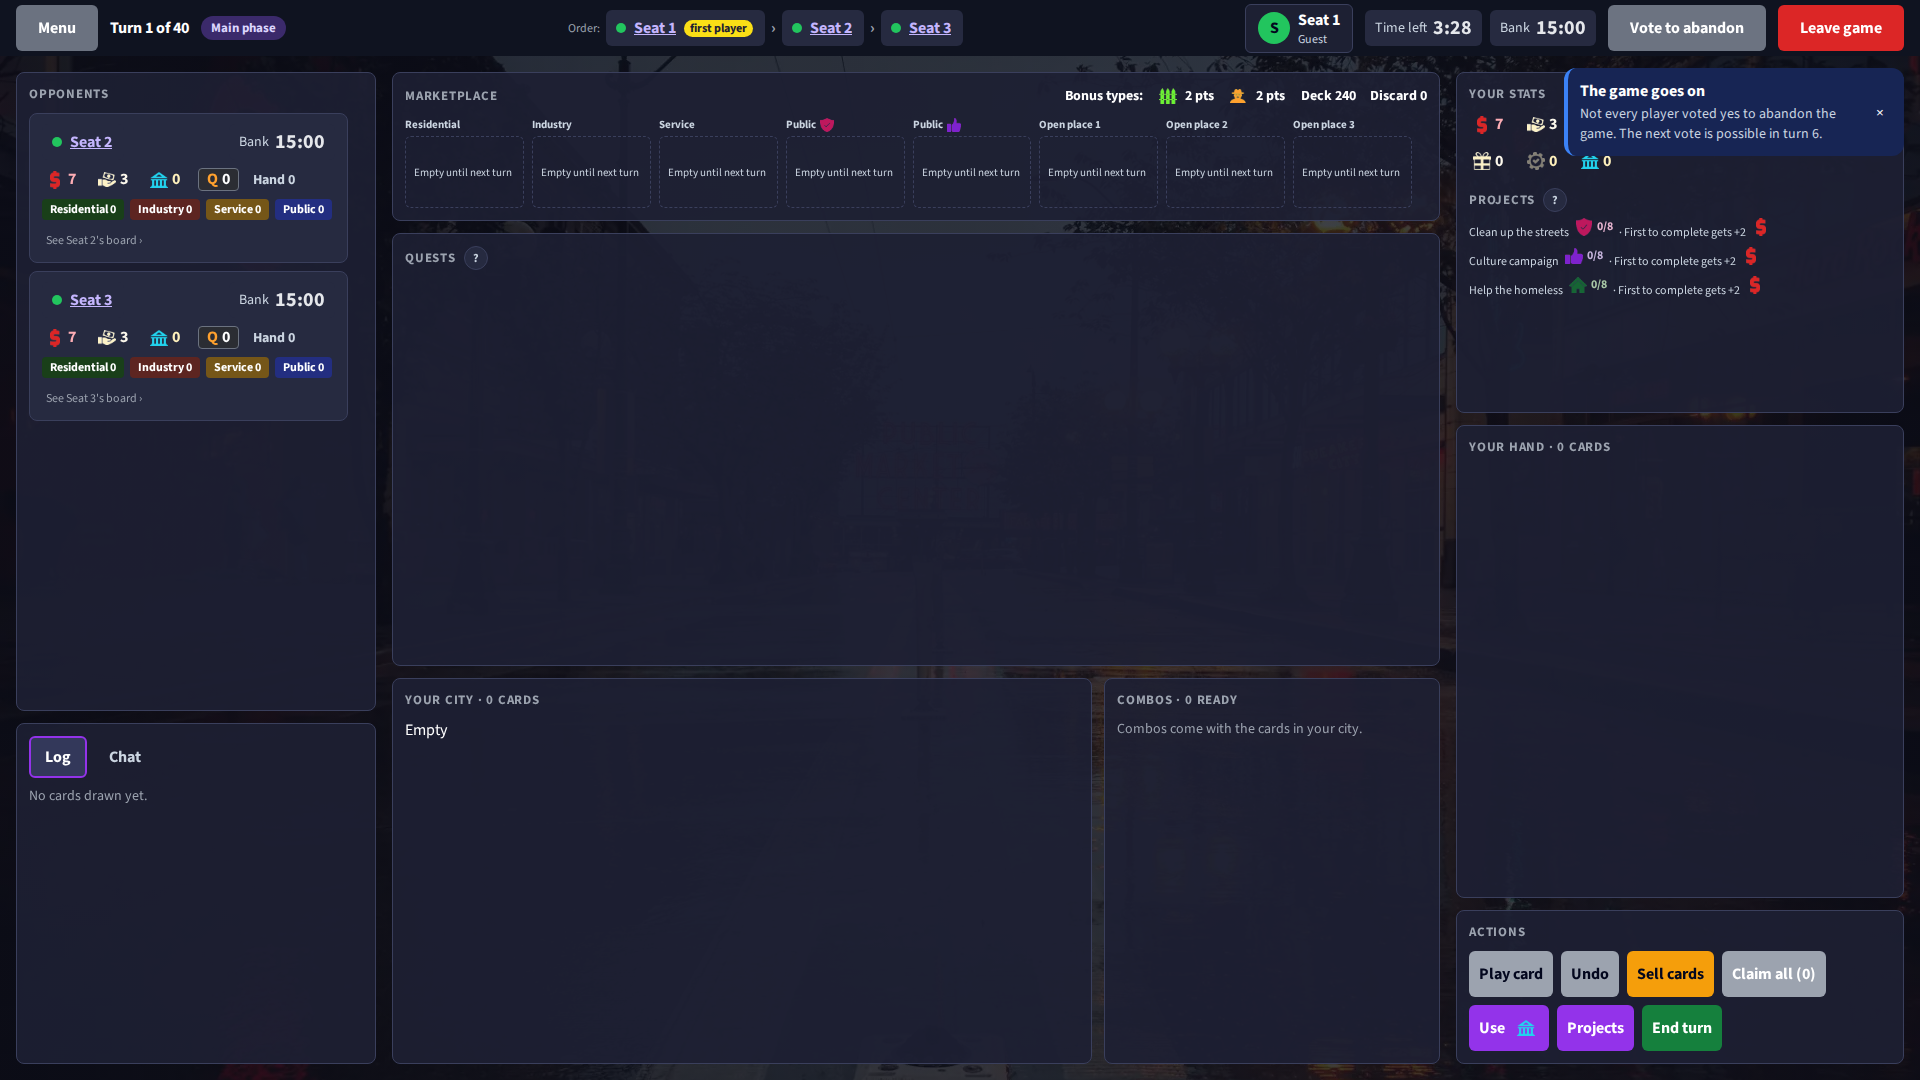 Menu
Turn 1 of 40
Main phase
Order:
Seat 1 first player
›
Seat 2
›
Seat 3
S
Seat 1
Guest
Time left 3:28
Bank 15:00
Vote to abandon
Leave game
OPPONENTS
Seat 2
Bank 15:00
7 3 0 Q 0 Hand 0
Residential 0 Industry 0 Service 0 Public 0
See Seat 2's board ›
Seat 3
Bank 15:00
7 3 0 Q 0 Hand 0
Residential 0 Industry 0 Service 0 Public 0
See Seat 3's board ›
Log
Chat
No cards drawn yet.
MARKETPLACE
Bonus types: 2 pts 2 pts Deck 240 Discard 0
Residential Industry Service Public Public Open place 1 Open place 2 Open place 3
Empty until next turn Empty until next turn Empty until next turn Empty until next turn Empty until next turn Empty until next turn Empty until next turn Empty until next turn
QUESTS ?
YOUR CITY · 0 CARDS
Empty
COMBOS · 0 READY
Combos come with the cards in your city.
YOUR STATS
7 3
0 0 0
The game goes on
Not every player voted yes to abandon the
game. The next vote is possible in turn 6.
×
PROJECTS ?
Clean up the streets 0/8 · First to complete gets +2
Culture campaign 0/8 · First to complete gets +2
Help the homeless 0/8 · First to complete gets +2
YOUR HAND · 0 CARDS
ACTIONS
Play card
Undo
Sell cards
Claim all (0)
Use
Projects
End turn